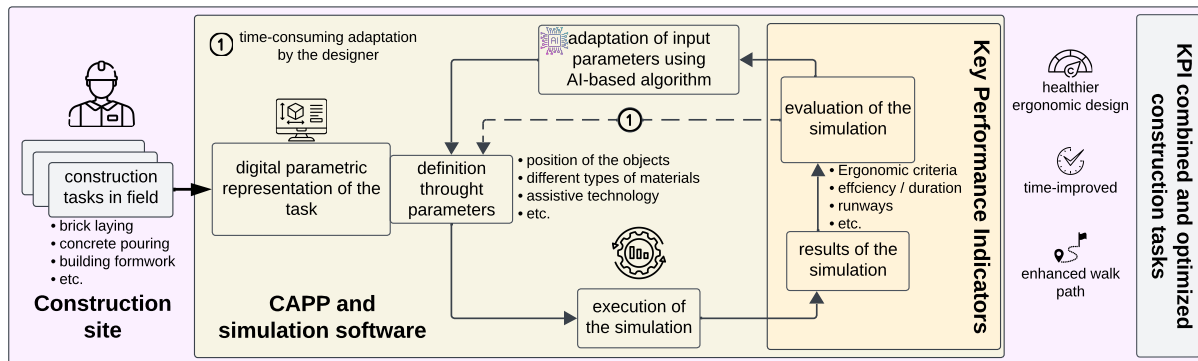 1
time-consuming adaptation
by the designer
AI
adaptation of input
parameters using
AI-based algorithm
1
evaluation of the
simulation
construction
tasks in field
• brick laying
• concrete pouring
• building formwork
• etc.
Construction
site
digital parametric
representation of the
task
definition
throught
parameters
• position of the objects
• different types of materials
• assistive technology
• etc.
CAPP and
simulation software
execution of
the simulation
• Ergonomic criteria
• effciency / duration
• runways
• etc.
results of the
simulation
Key Performance Indicators
C
healthier
ergonomic design
time-improved
enhanced walk
path
KPI combined and optimized
construction tasks